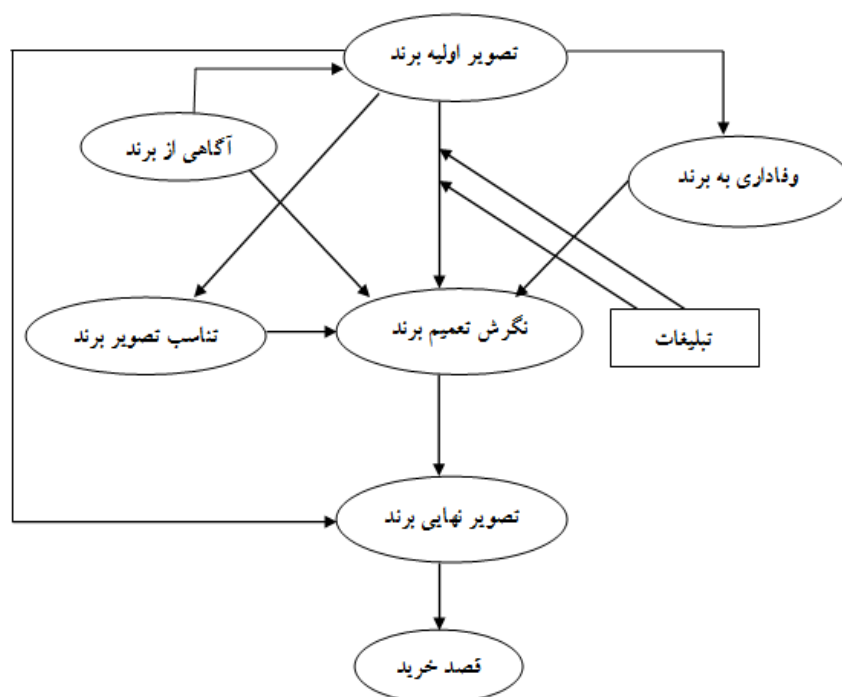 تصویر اولیه برند
آگاهی از برند
وفاداری به برند
تناسب تصویر برند
نگرش تعمیم برند
تبلیغات
تصویر نهایی برند
قصد خرید